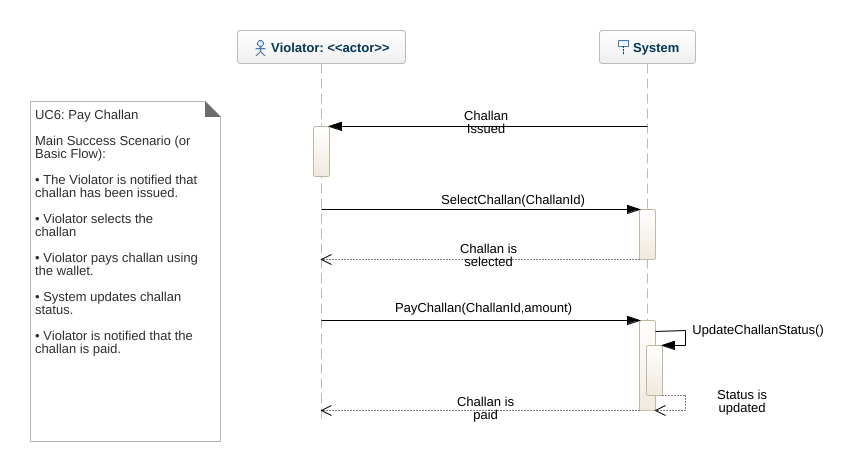 Violator: <<actor>>
System
UC6: Pay Challan
Main Success Scenario (or
Basic Flow):
• The Violator is notified that
challan has been issued.
• Violator selects the
challan
• Violator pays challan using
the wallet.
• System updates challan
status.
• Violator is notified that the
challan is paid.
Challan
Issued
SelectChallan(ChallanId)
Challan is
selected
PayChallan(ChallanId,amount)
UpdateChallanStatus()
Status is
updated
Challan is
paid